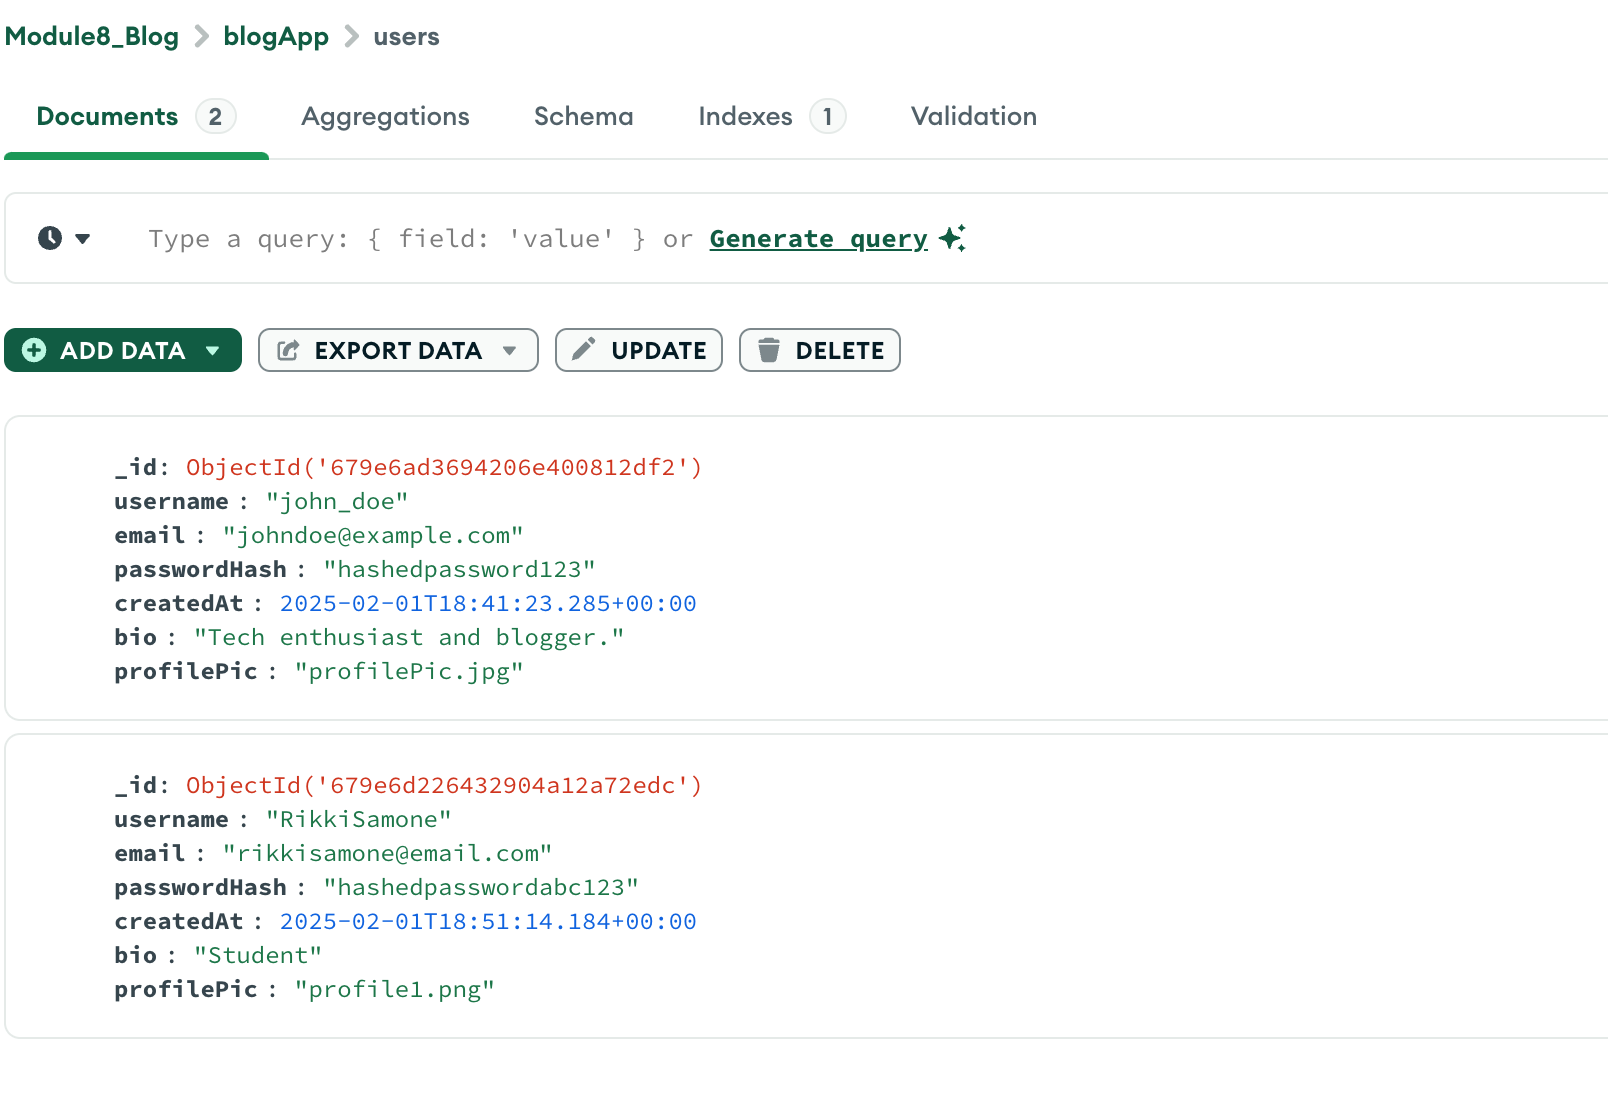 Module8_Blog > blogApp > users
Documents 2 Aggregations Schema Indexes 1 Validation
Type a query: { field: 'value' } or Generate query
ADD DATA EXPORT DATA UPDATE DELETE
_id: ObjectId('679e6ad3694206e400812df2')
username : "john_doe"
email : "johndoe@example.com"
passwordHash : "hashedpassword123"
createdAt : 2025-02-01T18:41:23.285+00:00
bio : "Tech enthusiast and blogger."
profilePic : "profilePic.jpg"
_id: ObjectId('679e6d226432904a12a72edc')
username : "RikkiSamone"
email : "rikkisamone@email.com"
passwordHash : "hashedpasswordabc123"
createdAt : 2025-02-01T18:51:14.184+00:00
bio : "Student"
profilePic : "profile1.png"